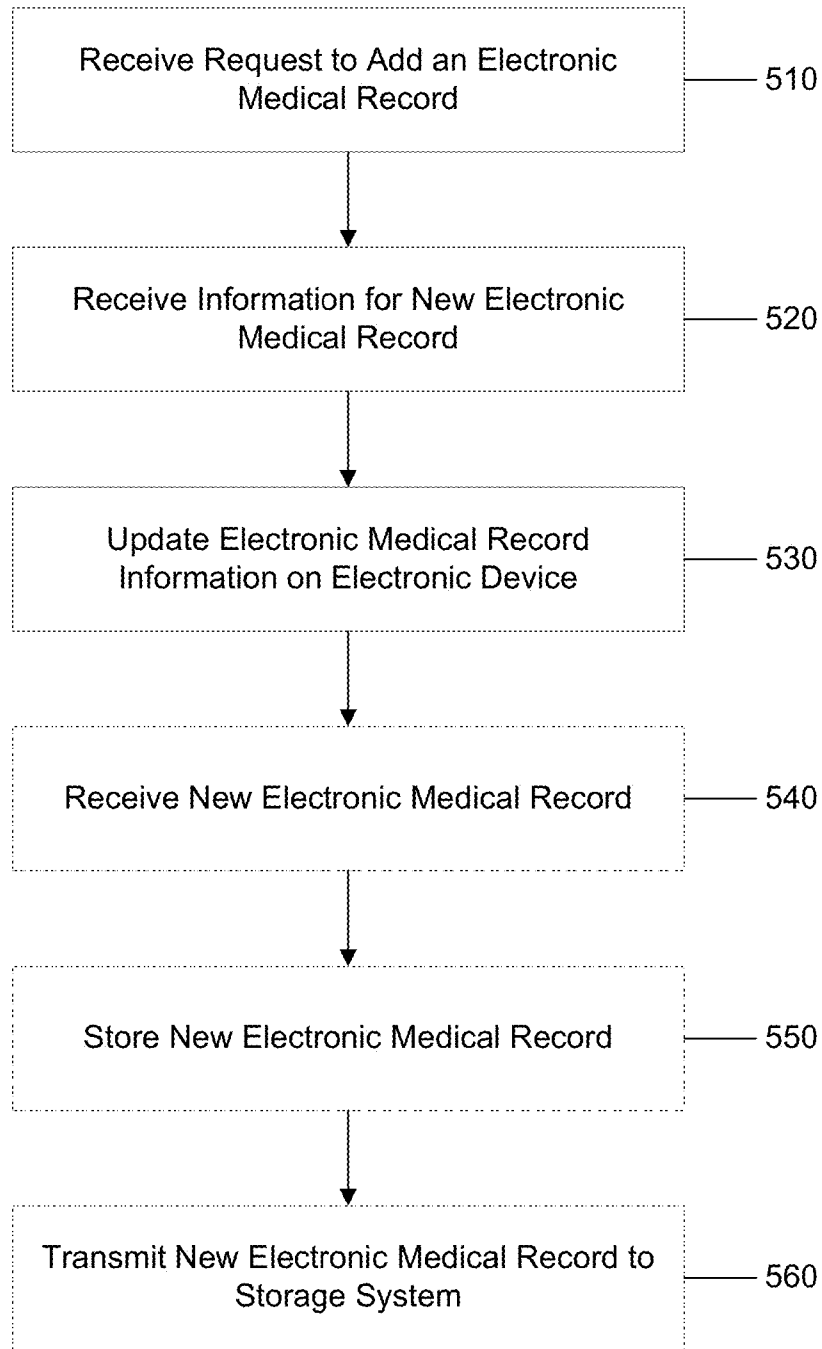 Receive Request to Add an Electronic
Medical Record
510
Receive Information for New Electronic
Medical Record
520
Update Electronic Medical Record
Information on Electronic Device
530
Receive New Electronic Medical Record
540
Store New Electronic Medical Record
550
Transmit New Electronic Medical Record to
Storage System
560